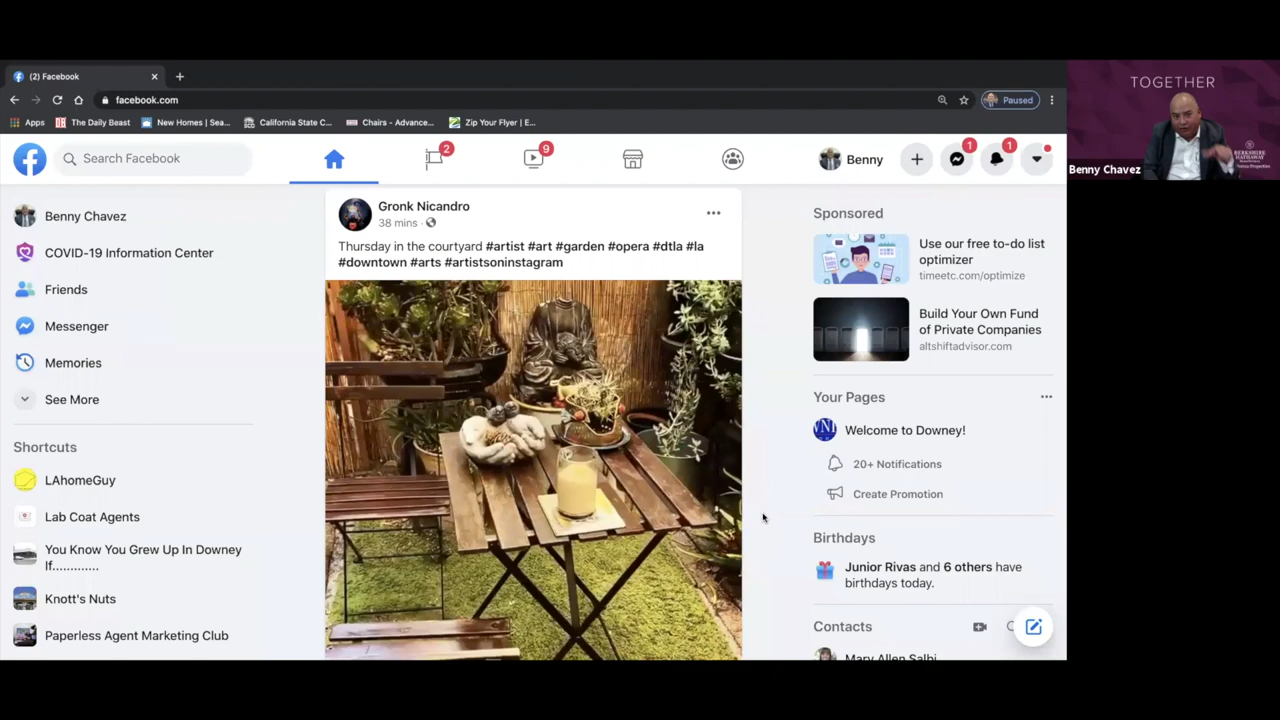 (2) Facebook
facebook.com
Paused
Apps
The Daily Beast
New Homes | Sea...
California State C...
Chairs - Advance...
Zip Your Flyer | E...
Search Facebook
2
9
Benny
1
1
Benny Chavez
COVID-19 Information Center
Friends
Messenger
Memories
See More
Shortcuts
LAhomeGuy
Lab Coat Agents
You Know You Grew Up In Downey
If.............
Knott's Nuts
Paperless Agent Marketing Club
Gronk Nicandro
38 mins ·
Thursday in the courtyard #artist #art #garden #opera #dtla #la
#downtown #arts #artistsoninstagram
Sponsored
Use our free to-do list
optimizer
timeetc.com/optimize
Build Your Own Fund
of Private Companies
altshiftadvisor.com
Your Pages
Welcome to Downey!
20+ Notifications
Create Promotion
Birthdays
Junior Rivas and 6 others have
birthdays today.
Contacts
Mary Allen Salbi
TOGETHER
BERKSHIRE
HATHAWAY
Benny Chavez